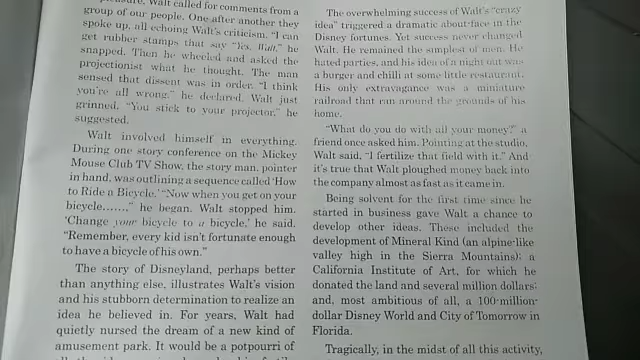 pleasure, Walt called for comments from a
group of our people. One after another they
spoke up, all echoing Walt's criticism. "I can
get rubber stamps that say "Yes, Walt," he
snapped. Then he wheeled and asked the
projectionist what he thought. The man
sensed that dissent was in order. "I think
you're all wrong," he declared. Walt just
grinned. "You stick to your projector," he
suggested.
Walt involved himself in everything.
During one story conference on the Mickey
Mouse Club TV Show, the story man, pointer
in hand, was outlining a sequence called 'How
to Ride a Bicycle.' "Now when you get on your
bicycle......." he began. Walt stopped him.
'Change your bicycle to a bicycle,' he said.
"Remember, every kid isn't fortunate enough
to have a bicycle of his own."
The story of Disneyland, perhaps better
than anything else, illustrates Walt's vision
and his stubborn determination to realize an
idea he believed in. For years, Walt had
quietly nursed the dream of a new kind of
amusement park. It would be a potpourri of
The overwhelming success of Walt's "crazy
idea" triggered a dramatic about-face in the
Disney fortunes. Yet success never changed
Walt. He remained the simplest of men. He
hated parties, and his idea of a night out was
a burger and chilli at some little restaurant.
His only extravagance was a miniature
railroad that ran around the grounds of his
home.
"What do you do with all your money?" a
friend once asked him. Pointing at the studio,
Walt said, "I fertilize that field with it." And
it's true that Walt ploughed money back into
the company almost as fast as it came in.
Being solvent for the first time since he
started in business gave Walt a chance to
develop other ideas. These included the
development of Mineral Kind (an alpine-like
valley high in the Sierra Mountains); a
California Institute of Art, for which he
donated the land and several million dollars;
and, most ambitious of all, a 100-million-
dollar Disney World and City of Tomorrow in
Florida.
Tragically, in the midst of all this activity,